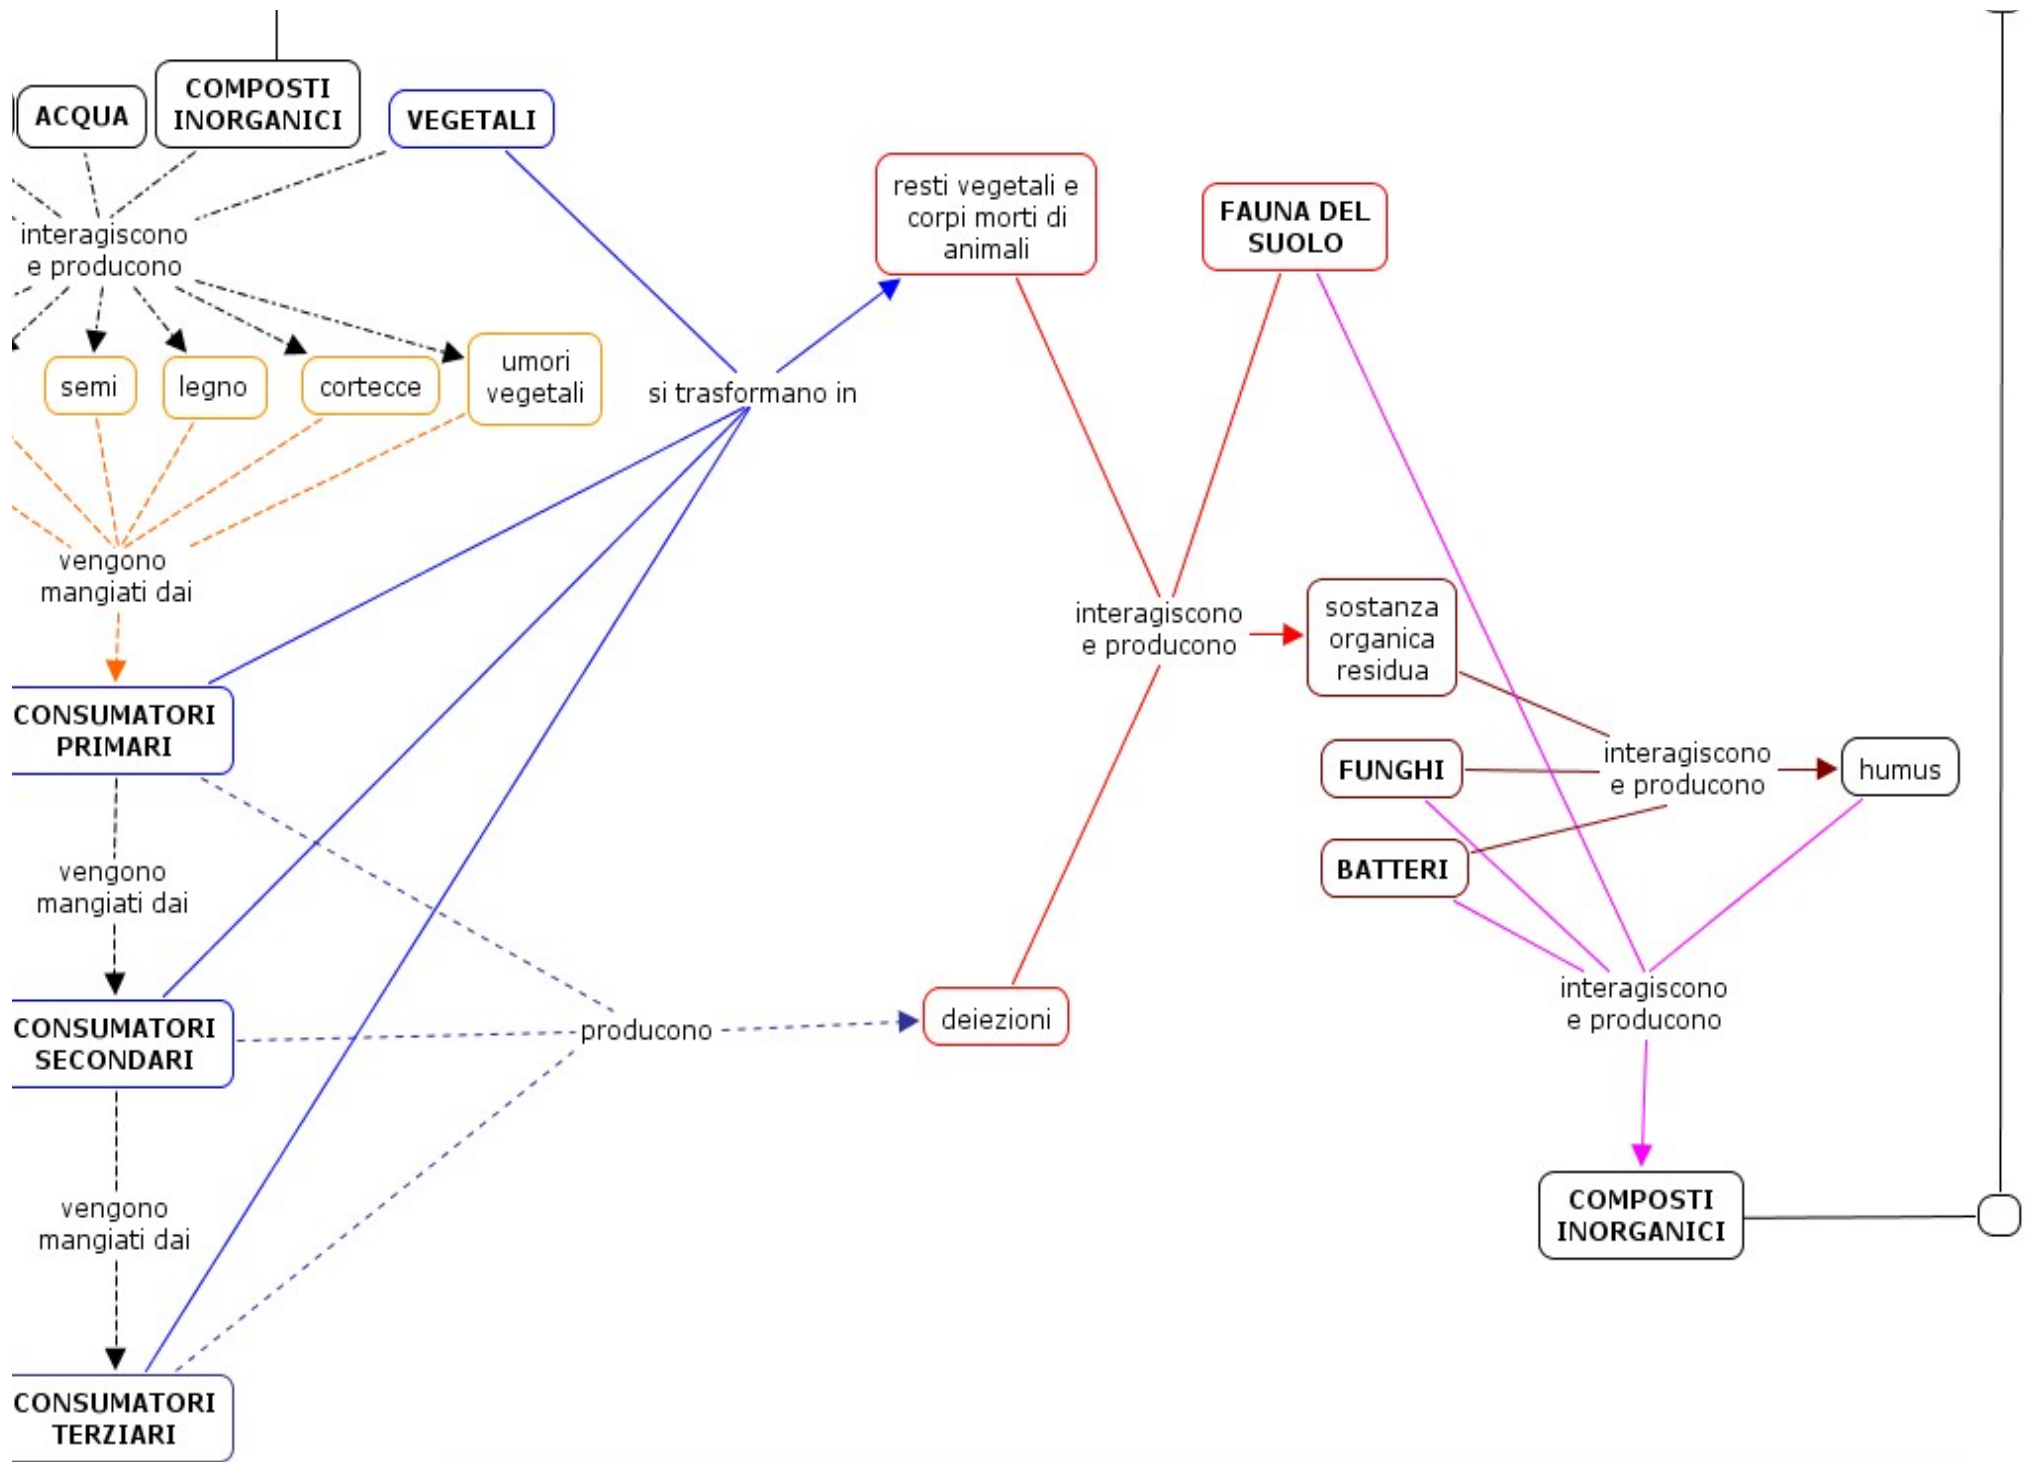 ACQUA
COMPOSTI
INORGANICI
VEGETALI
resti vegetali e
corpi morti di
animali
FAUNA DEL
SUOLO
interagiscono
e producono
semi
legno
cortecce
umori
vegetali
si trasformano in
vengono
mangiati dai
interagiscono
e producono
sostanza
organica
residua
CONSUMATORI
PRIMARI
FUNGHI
interagiscono
e producono
humus
BATTERI
vengono
mangiati dai
interagiscono
e producono
CONSUMATORI
SECONDARI
producono
deiezioni
vengono
mangiati dai
COMPOSTI
INORGANICI
CONSUMATORI
TERZIARI